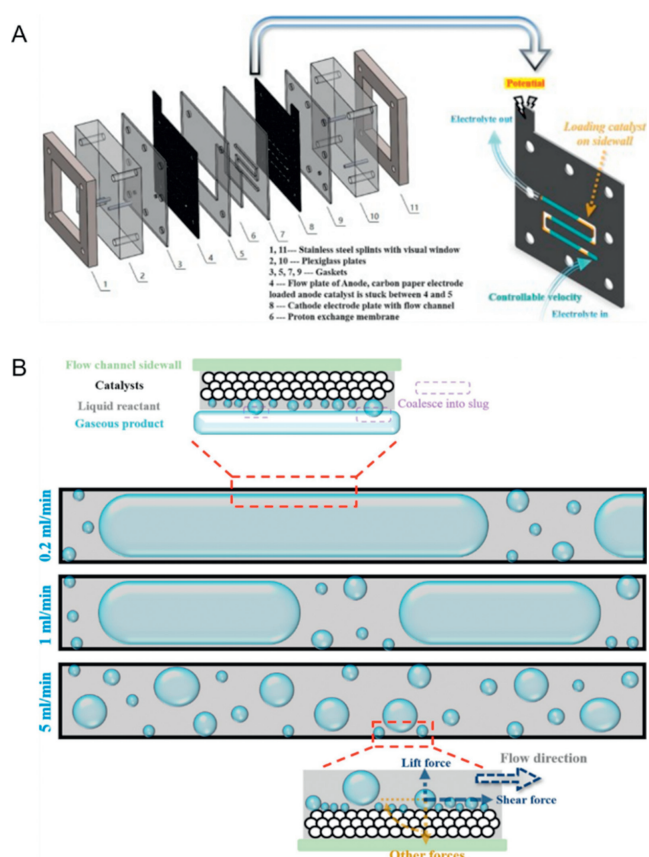 A
Potential
Electrolyte out
Loading catalyst
on sidewall
1
2
3
4
5
6
7
8
9
10
11
1, 11--- Stainless steel splints with visual window
2, 10--- Plexiglass plates
3, 5, 7, 9--- Gaskets
4 --- Flow plate of Anode, carbon paper electrode
loaded anode catalyst is stuck between 4 and 5
8 --- Cathode electrode plate with flow channel
6 --- Proton exchange membrane
Controllable velocity
Electrolyte in
B
Flow channel sidewall
Catalysts
Liquid reactant
Gaseous product
Coalesce into slug
0.2 ml/min
1 ml/min
5 ml/min
Flow direction
Lift force
Shear force
Other forces